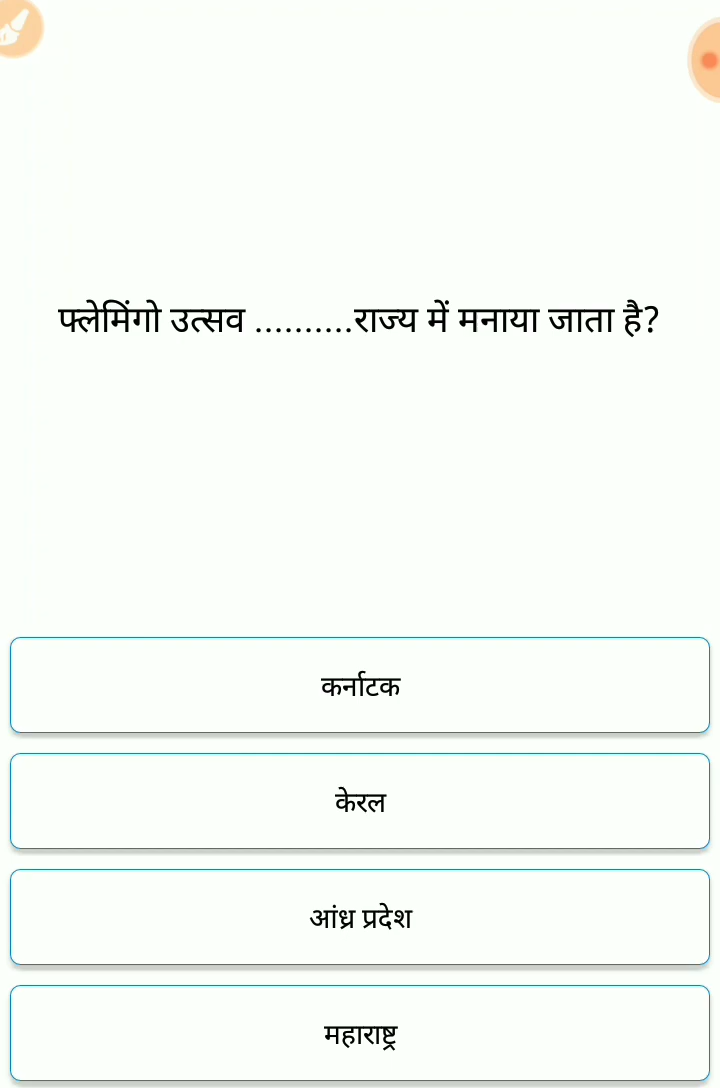 फ्लेमिंगो उत्सव ..........राज्य में मनाया जाता है?
कर्नाटक
केरल
आंध्र प्रदेश
महाराष्ट्र